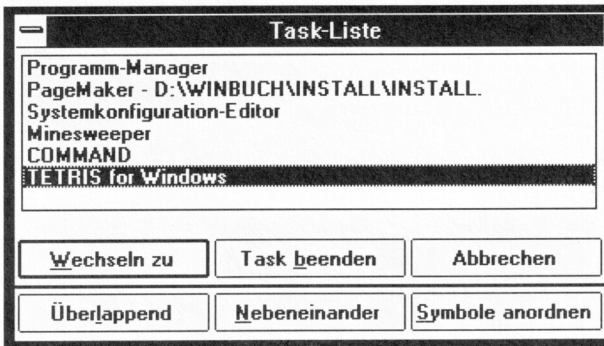 Task-Liste
Programm-Manager
PageMaker - D:\WINBUCH\INSTALL\INSTALL.
Systemkonfiguration-Editor
Minesweeper
COMMAND
TETRIS for Windows
Wechseln zu Task beenden Abbrechen
Überlappend Nebeneinander Symbole anordnen